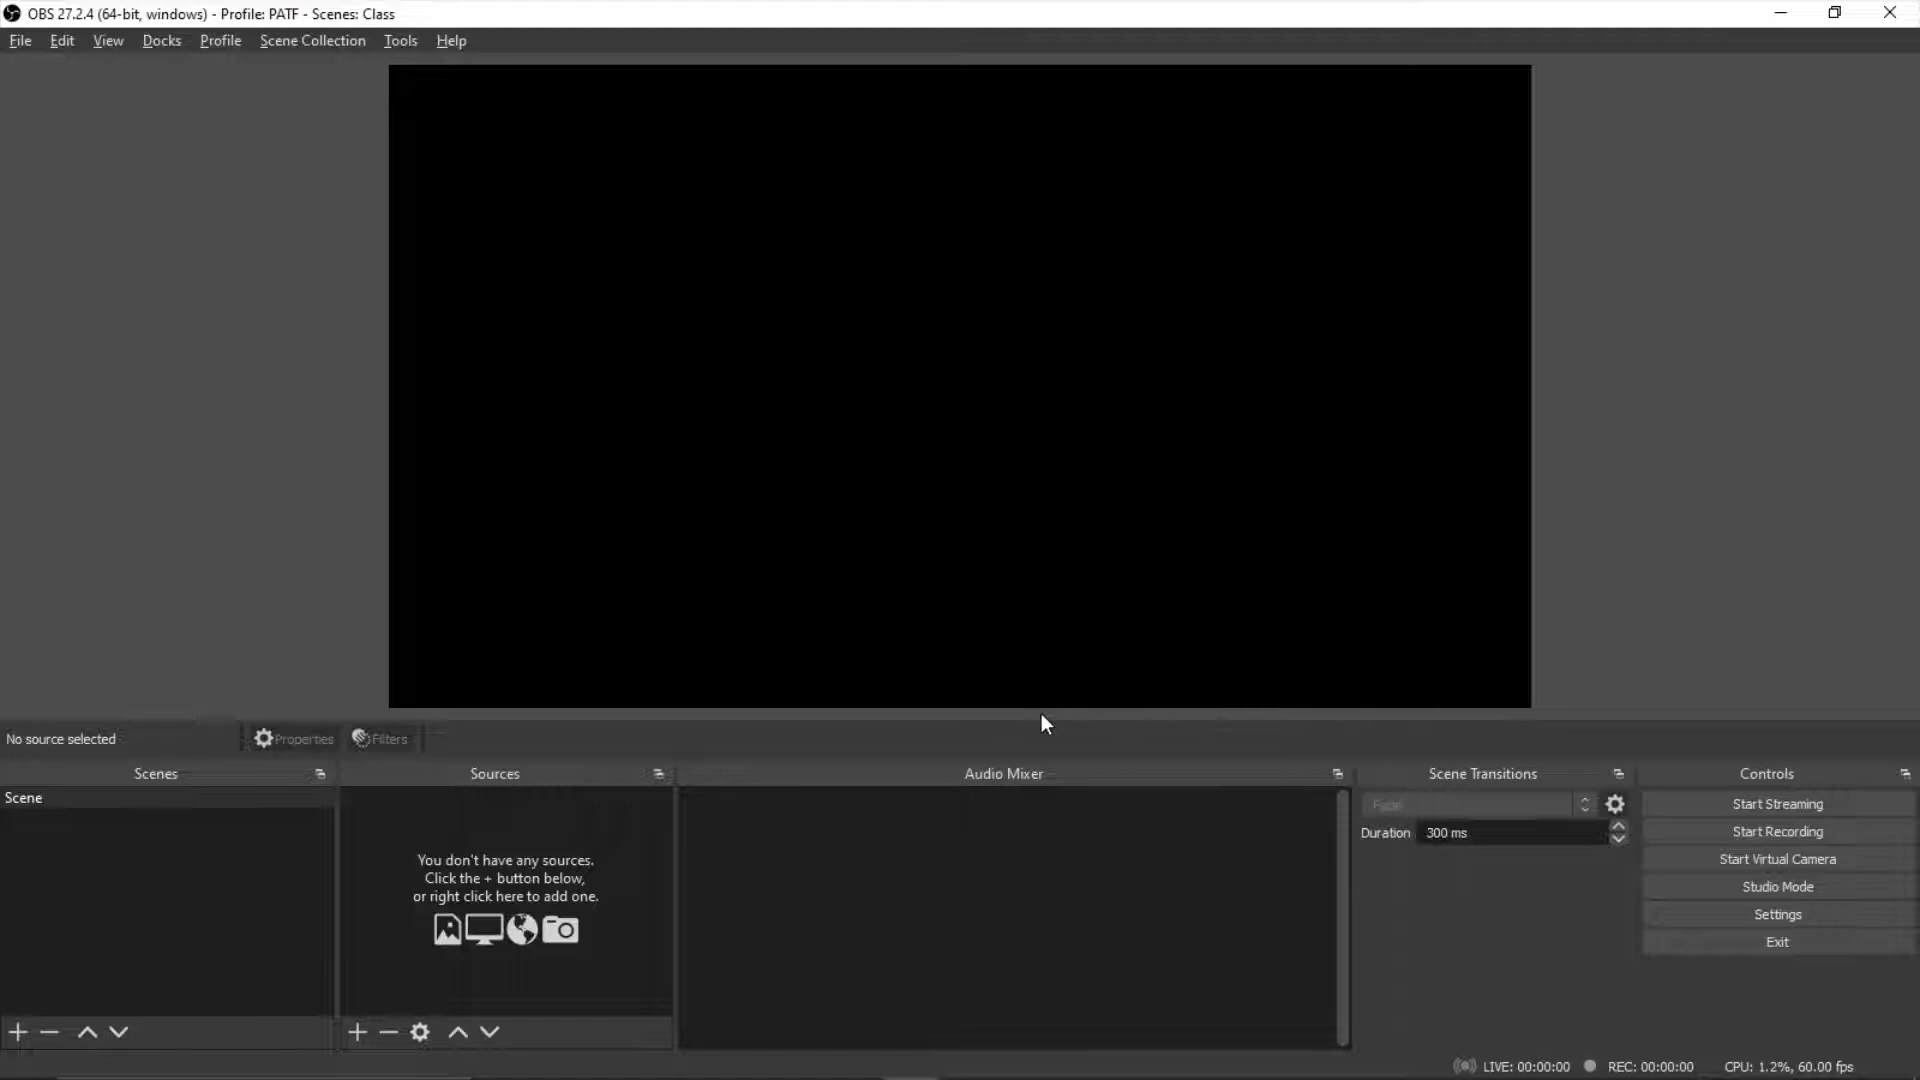 OBS 27.2.4 (64-bit, windows) - Profile: PATF - Scenes: Class
File Edit View Docks Profile Scene Collection Tools Help
No source selected
Properties
Filters
Scenes
Sources
Audio Mixer
Scene Transitions
Controls
Scene
You don't have any sources.
Click the + button below,
or right click here to add one.
Fade
Duration 300 ms
Start Streaming
Start Recording
Start Virtual Camera
Studio Mode
Settings
Exit
LIVE: 00:00:00 REC: 00:00:00 CPU: 1.2%, 60.00 fps